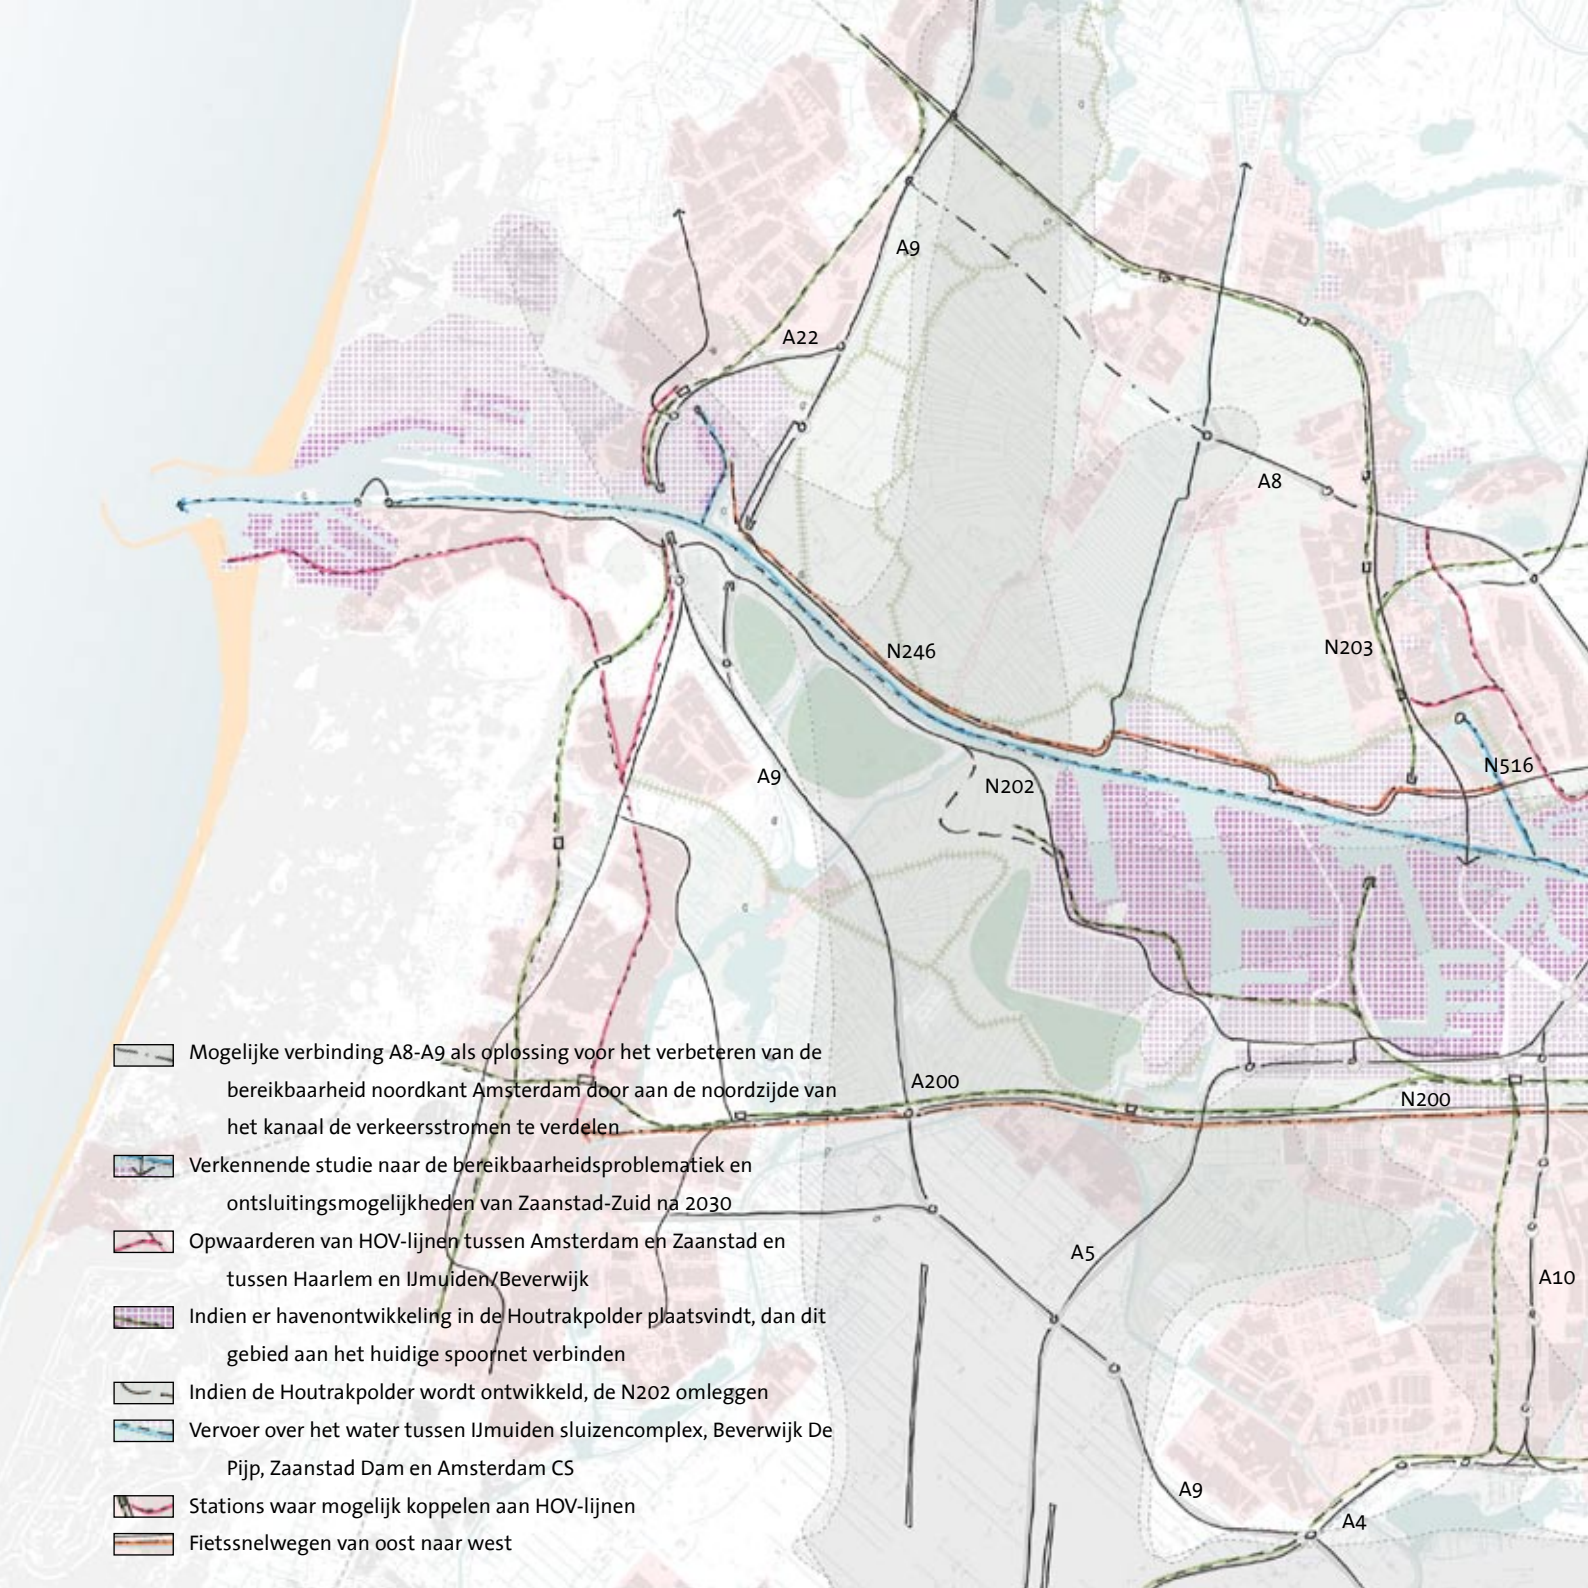 A9
A22
A8
N246
N203
A9
N202
N516
A200
N200
A5
A10
A9
A4
Mogelijke verbinding A8-A9 als oplossing voor het verbeteren van de
bereikbaarheid noordkant Amsterdam door aan de noordzijde van
het kanaal de verkeersstromen te verdelen
Verkennende studie naar de bereikbaarheidsproblematiek en
ontsluitingsmogelijkheden van Zaanstad-Zuid na 2030
Opwaarderen van HOV-lijnen tussen Amsterdam en Zaanstad en
tussen Haarlem en IJmuiden/Beverwijk
Indien er havenontwikkeling in de Houtrakpolder plaatsvindt, dan dit
gebied aan het huidige spoornet verbinden
Indien de Houtrakpolder wordt ontwikkeld, de N202 omleggen
Vervoer over het water tussen IJmuiden sluizencomplex, Beverwijk De
Pijp, Zaanstad Dam en Amsterdam CS
Stations waar mogelijk koppelen aan HOV-lijnen
Fietssnelwegen van oost naar west